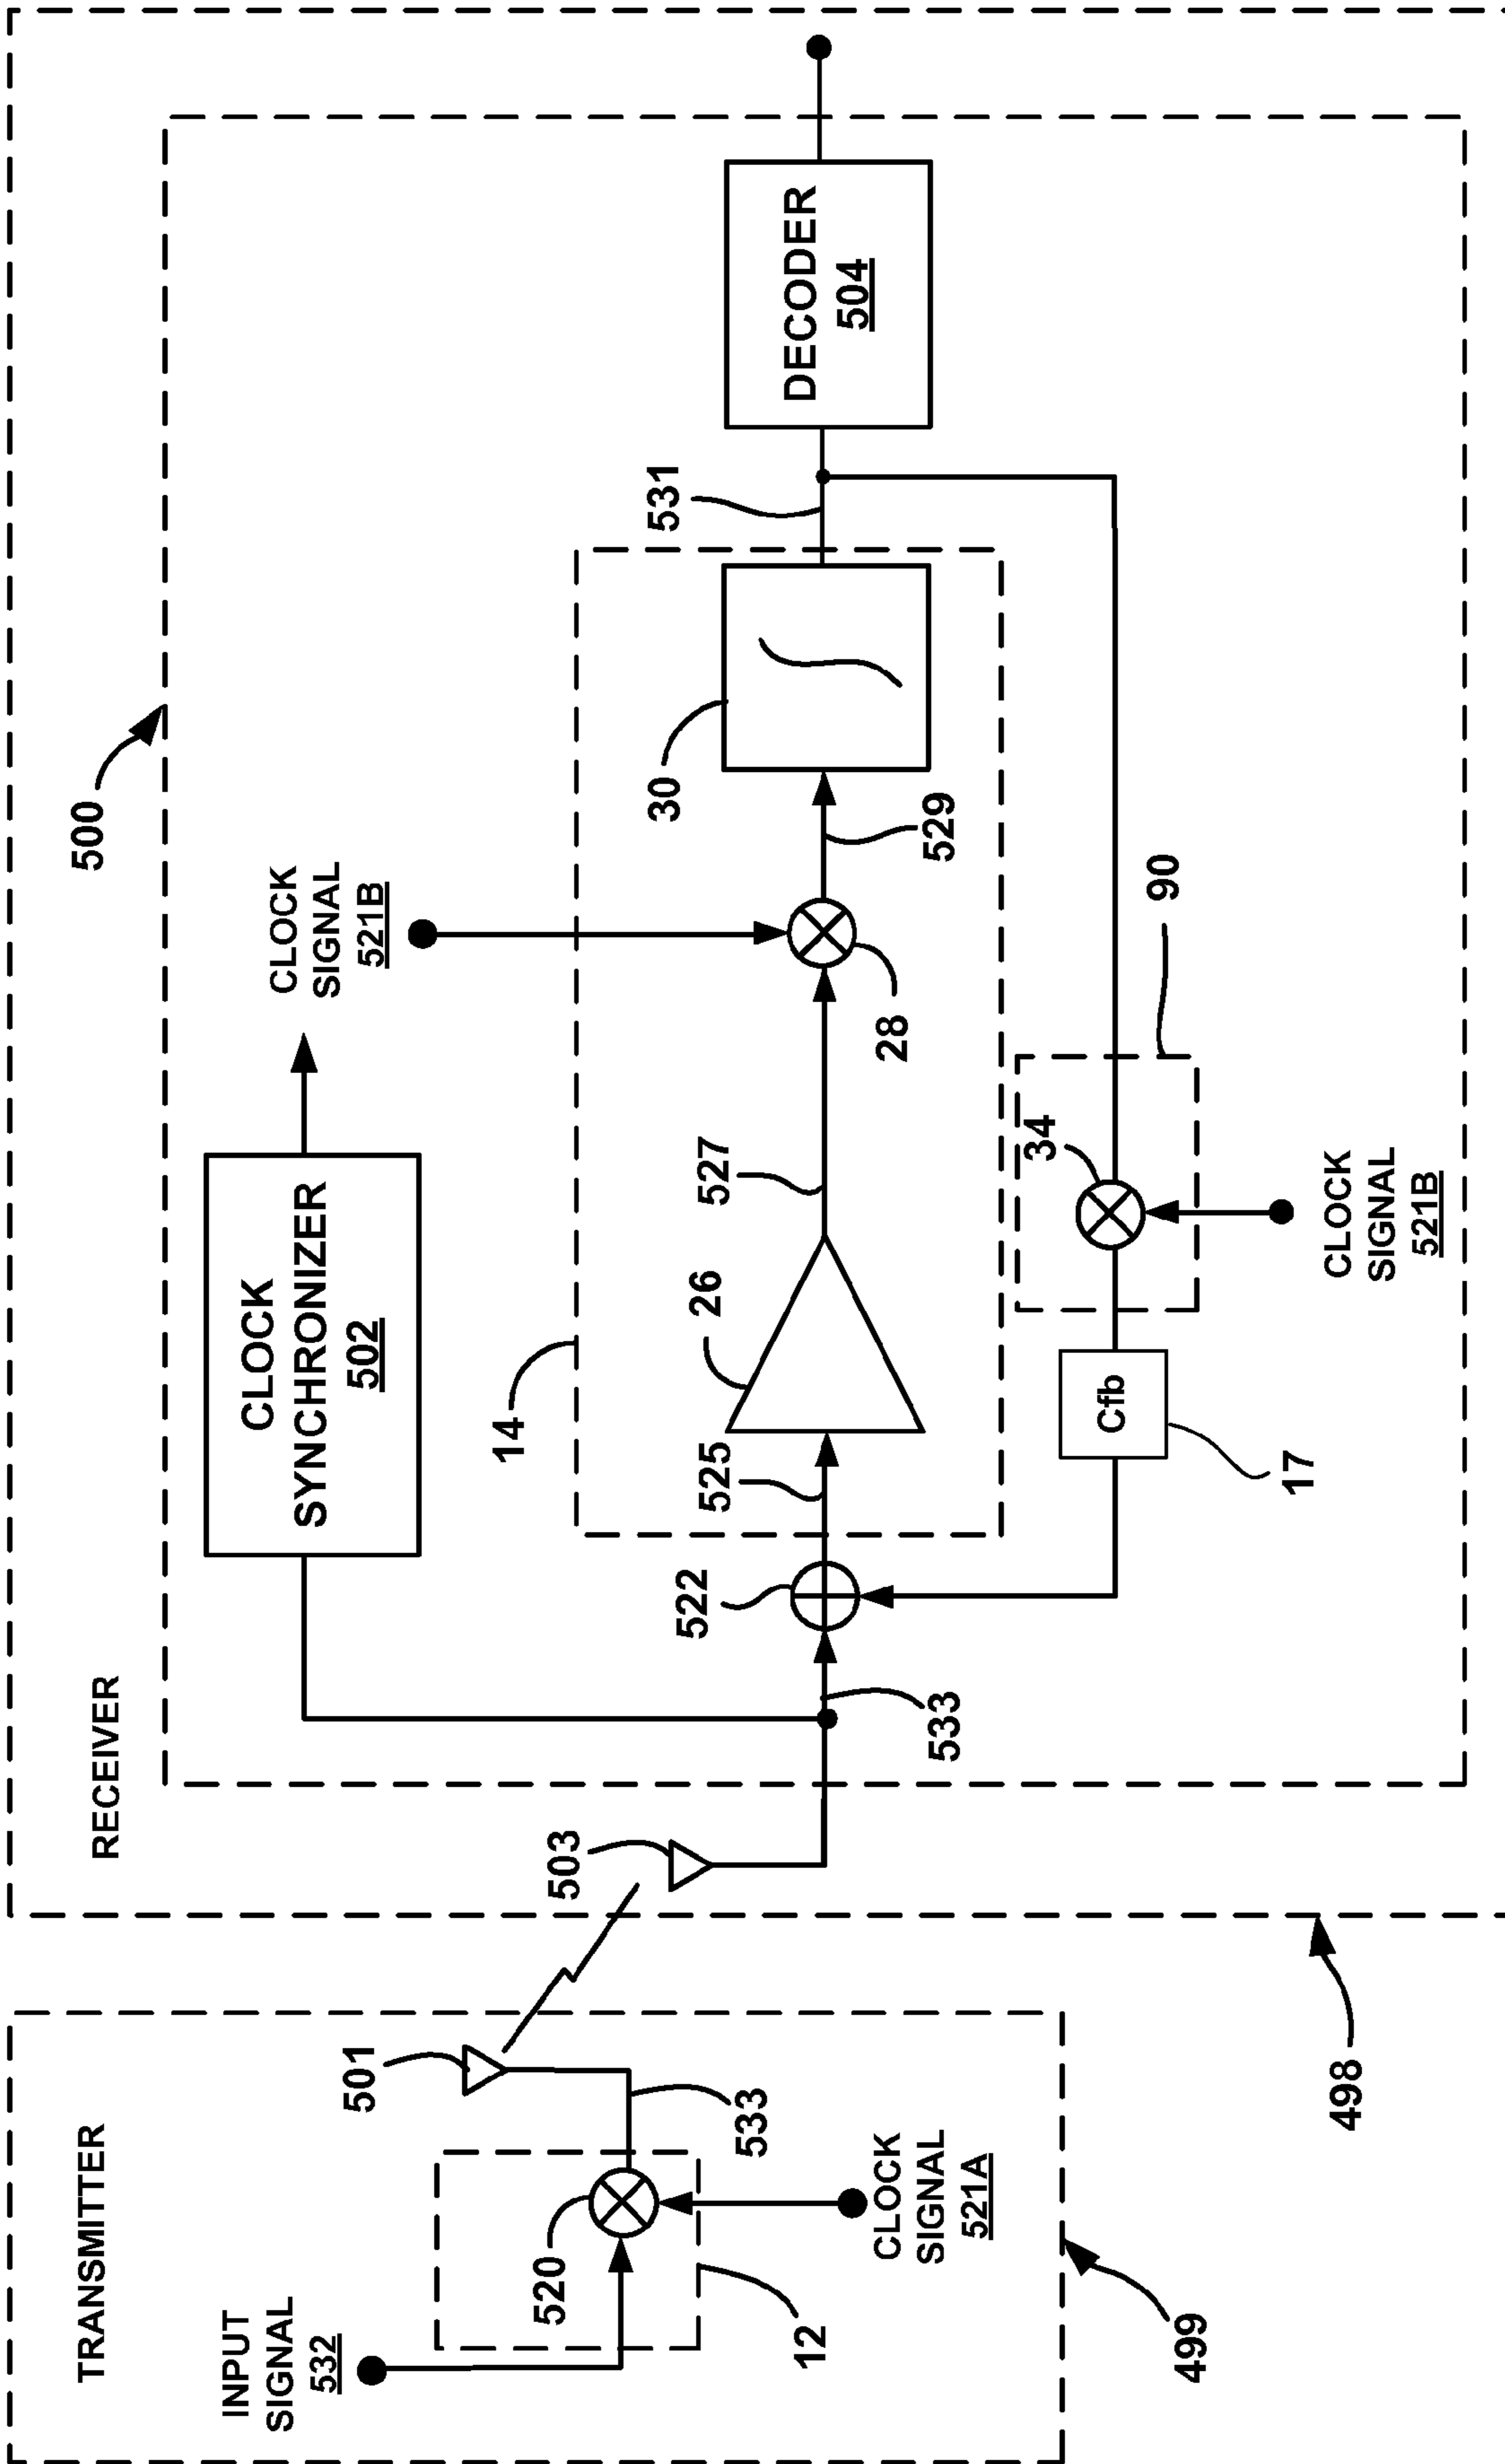 TRANSMITTER
INPUT
SIGNAL
532
520
12
501
533
CLOCK
SIGNAL
521A
499
498
RECEIVER
503
533
500
CLOCK
SYNCHRONIZER
502
CLOCK
SIGNAL
521B
522
525
14
26
527
28
529
30
531
DECODER
504
Cfb
17
34
90
CLOCK
SIGNAL
521B